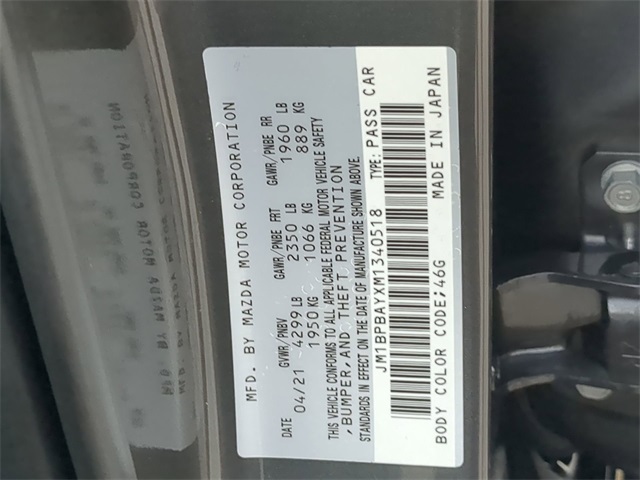 MFD. BY MAZDA MOTOR CORPORATION
DATE GVWR/PNBV GAWR/PNBE FRT GAWR/PNBE RR
04/21 4299 LB 2350 LB 1960 LB
1950 KG 1066 KG 889 KG
THIS VEHICLE CONFORMS TO ALL APPLICABLE FEDERAL MOTOR VEHICLE SAFETY
, BUMPER, AND THEFT PREVENTION
STANDARDS IN EFFECT ON THE DATE OF MANUFACTURE SHOWN ABOVE.
JM1BPBAYXM1340518 TYPE: PASS CAR
BODY COLOR CODE:46G MADE IN JAPAN
8